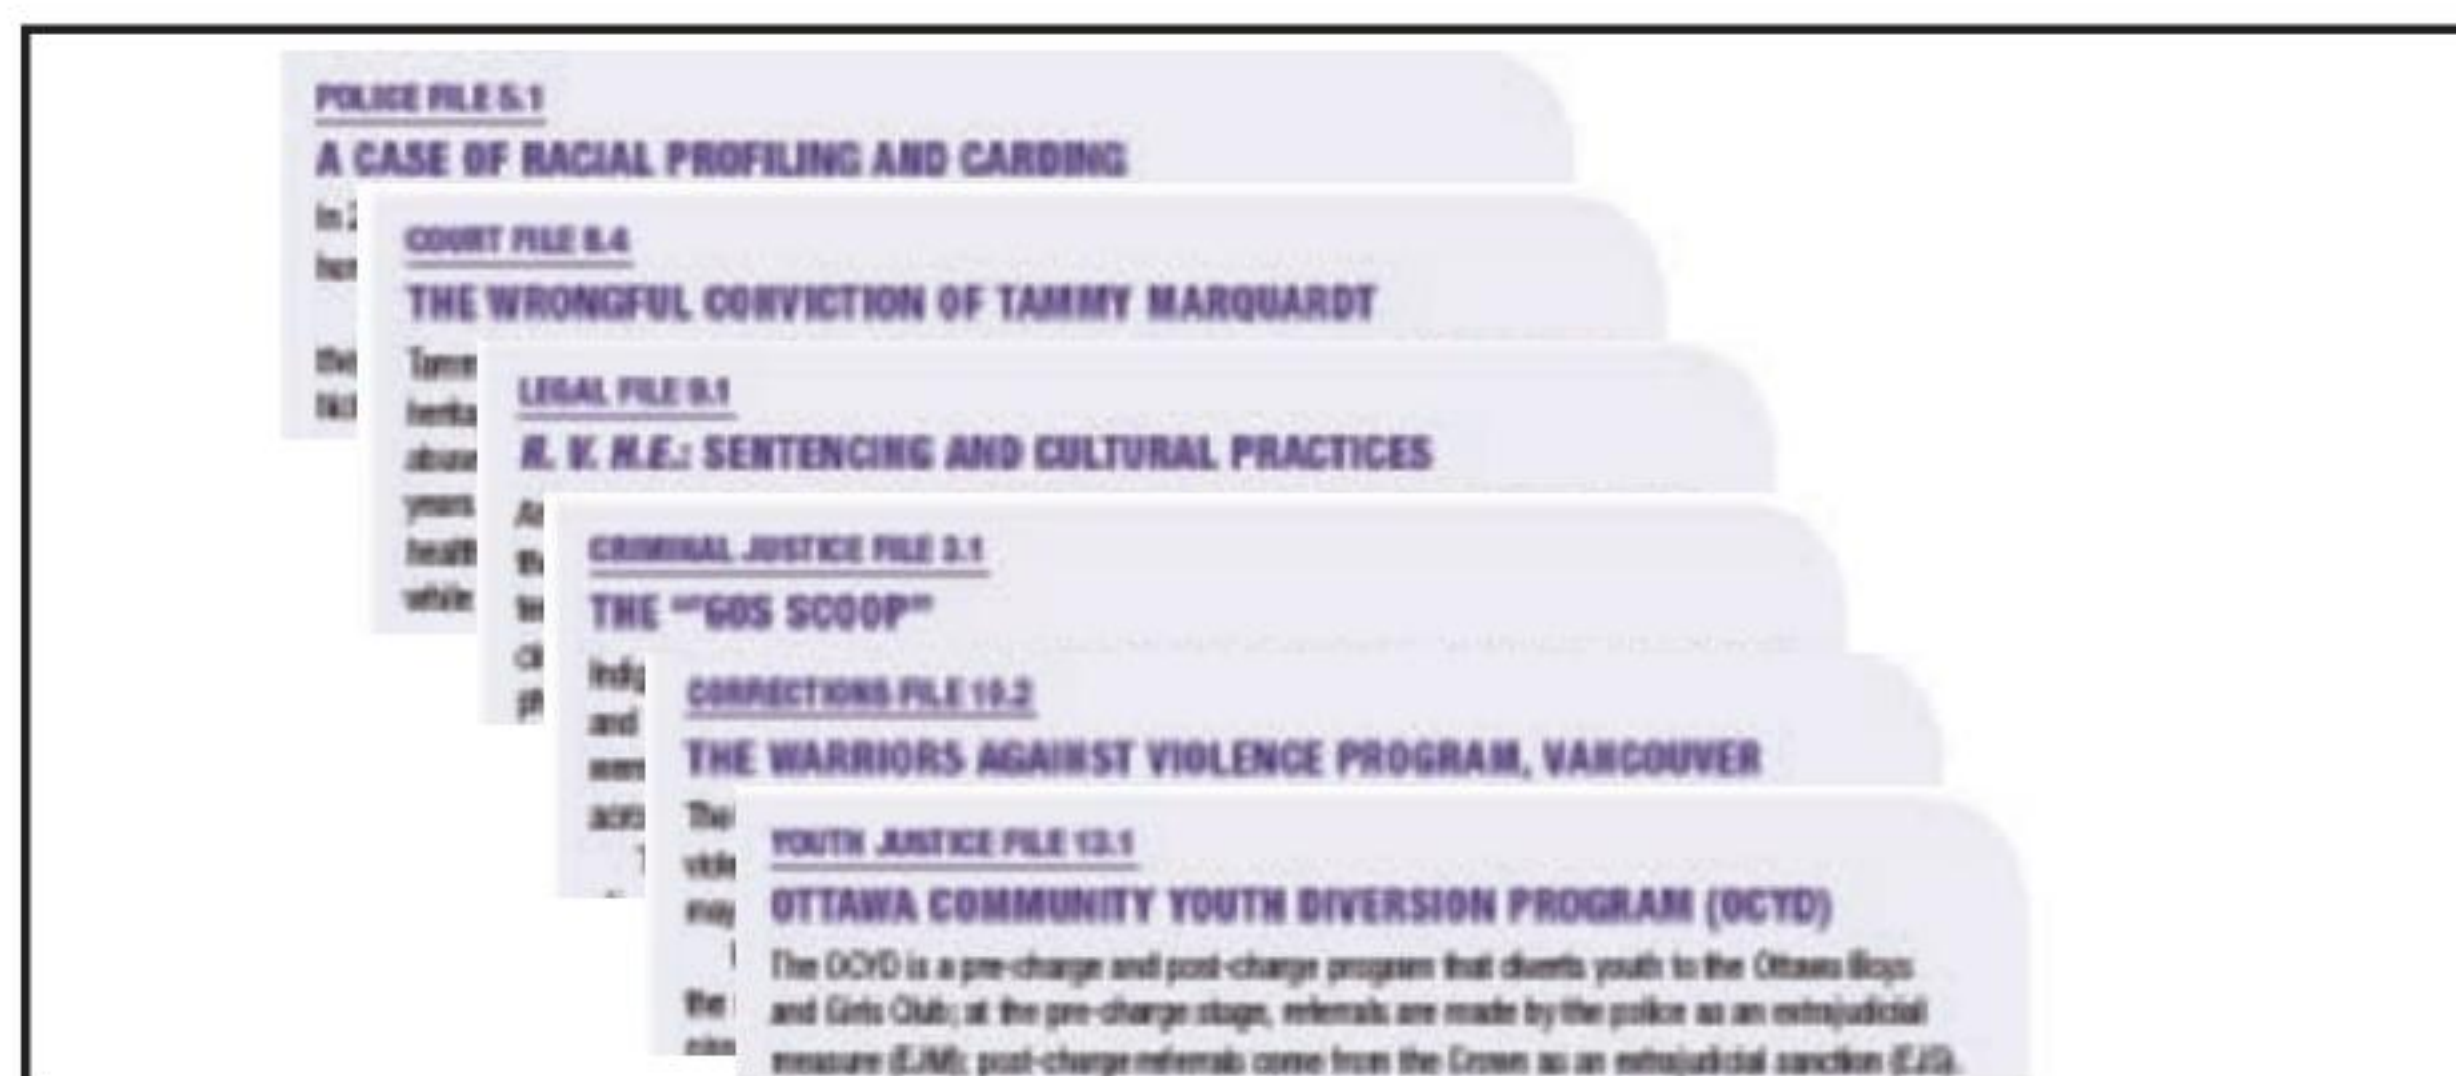 POLICE FILE 5.1
A CASE OF RACIAL PROFILING AND CARDING
COURT FILE 8.4
THE WRONGFUL CONVICTION OF TAMMY MARQUARDT
LEGAL FILE 9.1
R. V. H.E.: SENTENCING AND CULTURAL PRACTICES
CRIMINAL JUSTICE FILE 3.1
THE "'60S SCOOP"
and
CORRECTIONS FILE 10.2
THE WARRIORS AGAINST VIOLENCE PROGRAM, VANCOUVER
the
YOUTH JUSTICE FILE 13.1
OTTAWA COMMUNITY YOUTH DIVERSION PROGRAM (OCYD)
The OCYD is a pre-charge and post-charge program that diverts youth to the Ottawa Boys
and Girls Club; at the pre-charge stage, referrals are made by the police as an extrajudicial
measure (EJM); post-charge referrals come from the Crown as an extrajudicial sanction (EJS).